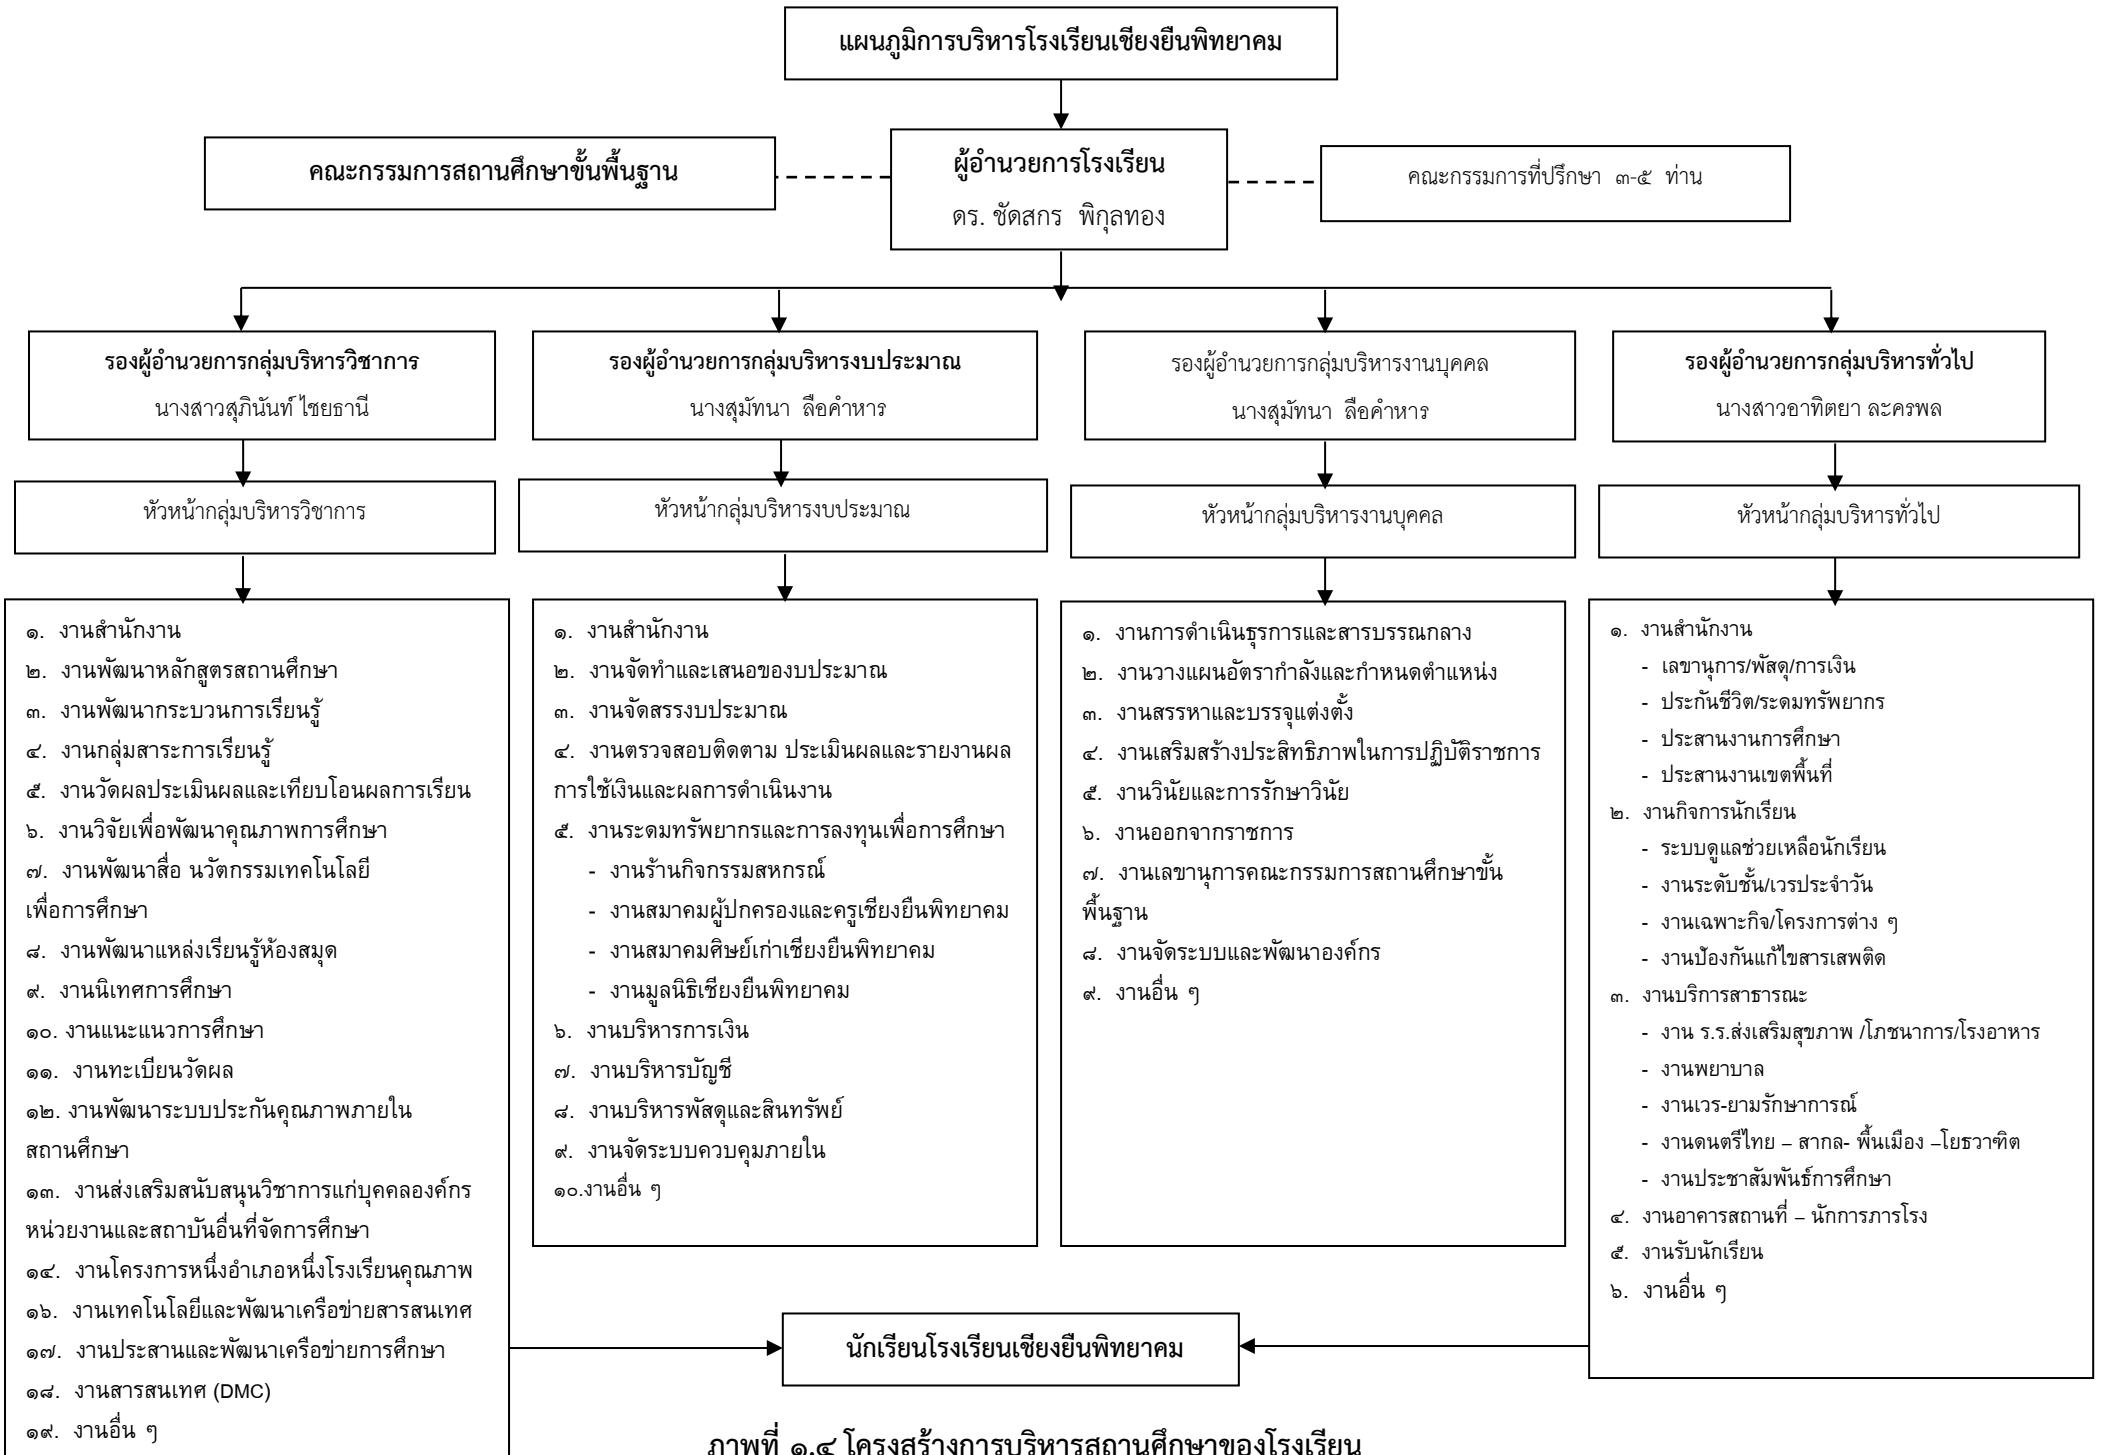 แผนภูมิการบริหารโรงเรียนเชียงยืนพิทยาคม
คณะกรรมการสถานศึกษาขั้นพื้นฐาน
ผู้อำนวยการโรงเรียน
ดร. ชัดสกร  พิกุลทอง
คณะกรรมการที่ปรึกษา  ๓-๕  ท่าน
รองผู้อำนวยการกลุ่มบริหารวิชาการ
นางสาวสุภินันท์ ไชยธานี
รองผู้อำนวยการกลุ่มบริหารงบประมาณ
นางสุมัทนา  ลือคำหาร
รองผู้อำนวยการกลุ่มบริหารงานบุคคล
นางสุมัทนา  ลือคำหาร
รองผู้อำนวยการกลุ่มบริหารทั่วไป
นางสาวอาทิตยา ละครพล
หัวหน้ากลุ่มบริหารวิชาการ
หัวหน้ากลุ่มบริหารงบประมาณ
หัวหน้ากลุ่มบริหารงานบุคคล
หัวหน้ากลุ่มบริหารทั่วไป
๑.  งานสำนักงาน
๒.  งานพัฒนาหลักสูตรสถานศึกษา
๓.  งานพัฒนากระบวนการเรียนรู้
๔.  งานกลุ่มสาระการเรียนรู้
๕.  งานวัดผลประเมินผลและเทียบโอนผลการเรียน
๖.  งานวิจัยเพื่อพัฒนาคุณภาพการศึกษา
๗.  งานพัฒนาสื่อ นวัตกรรมเทคโนโลยี
เพื่อการศึกษา
๘.  งานพัฒนาแหล่งเรียนรู้ห้องสมุด
๙.  งานนิเทศการศึกษา
๑๐. งานแนะแนวการศึกษา
๑๑.  งานทะเบียนวัดผล
๑๒. งานพัฒนาระบบประกันคุณภาพภายใน
สถานศึกษา
๑๓.  งานส่งเสริมสนับสนุนวิชาการแก่บุคคลองค์กร
หน่วยงานและสถาบันอื่นที่จัดการศึกษา
๑๔.  งานโครงการหนึ่งอำเภอหนึ่งโรงเรียนคุณภาพ
๑๖.  งานเทคโนโลยีและพัฒนาเครือข่ายสารสนเทศ
๑๗.  งานประสานและพัฒนาเครือข่ายการศึกษา
๑๘.  งานสารสนเทศ (DMC)
๑๙.  งานอื่น ๆ
๑.  งานสำนักงาน
๒.  งานจัดทำและเสนอของบประมาณ
๓.  งานจัดสรรงบประมาณ
๔.  งานตรวจสอบติดตาม ประเมินผลและรายงานผล
การใช้เงินและผลการดำเนินงาน
๕.  งานระดมทรัพยากรและการลงทุนเพื่อการศึกษา
-  งานร้านกิจกรรมสหกรณ์
-  งานสมาคมผู้ปกครองและครูเชียงยืนพิทยาคม
-  งานสมาคมศิษย์เก่าเชียงยืนพิทยาคม
-  งานมูลนิธิเชียงยืนพิทยาคม
๖.  งานบริหารการเงิน
๗.  งานบริหารบัญชี
๘.  งานบริหารพัสดุและสินทรัพย์
๙.  งานจัดระบบควบคุมภายใน
๑๐.งานอื่น ๆ
๑.  งานการดำเนินธุรการและสารบรรณกลาง
๒.  งานวางแผนอัตรากำลังและกำหนดตำแหน่ง
๓.  งานสรรหาและบรรจุแต่งตั้ง
๔.  งานเสริมสร้างประสิทธิภาพในการปฏิบัติราชการ
๕.  งานวินัยและการรักษาวินัย
๖.  งานออกจากราชการ
๗.  งานเลขานุการคณะกรรมการสถานศึกษาขั้น
พื้นฐาน
๘.  งานจัดระบบและพัฒนาองค์กร
๙.  งานอื่น ๆ
๑.  งานสำนักงาน
-  เลขานุการ/พัสดุ/การเงิน
-  ประกันชีวิต/ระดมทรัพยากร
-  ประสานงานการศึกษา
-  ประสานงานเขตพื้นที่
๒.  งานกิจการนักเรียน
-  ระบบดูแลช่วยเหลือนักเรียน
-  งานระดับชั้น/เวรประจำวัน
-  งานเฉพาะกิจ/โครงการต่าง ๆ
-  งานป้องกันแก้ไขสารเสพติด
๓.  งานบริการสาธารณะ
-  งาน ร.ร.ส่งเสริมสุขภาพ /โภชนาการ/โรงอาหาร
-  งานพยาบาล
-  งานเวร-ยามรักษาการณ์
-  งานดนตรีไทย – สากล- พื้นเมือง –โยธวาฑิต
-  งานประชาสัมพันธ์การศึกษา
๔.  งานอาคารสถานที่ – นักการภารโรง
๕.  งานรับนักเรียน
๖.  งานอื่น ๆ
นักเรียนโรงเรียนเชียงยืนพิทยาคม
ภาพที่ ๑.๔ โครงสร้างการบริหารสถานศึกษาของโรงเรียน